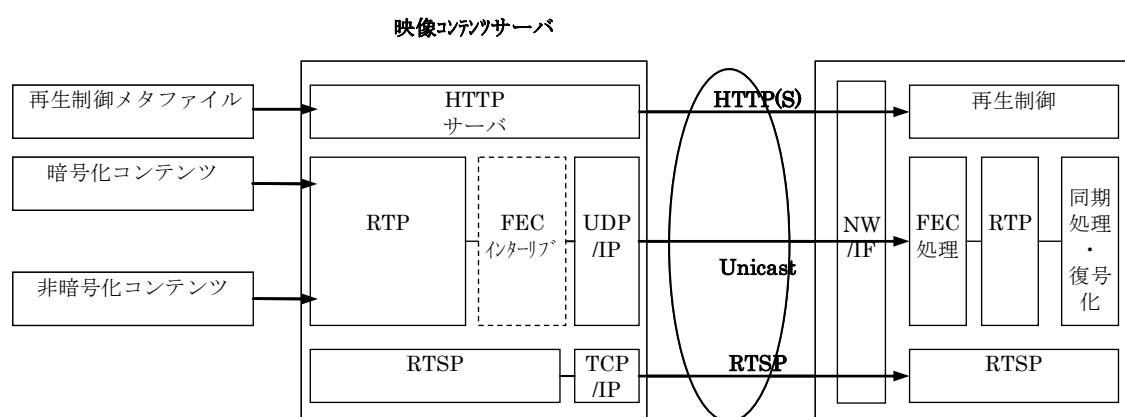 映像コンテンツサーバ
再生制御メタファイル
暗号化コンテンツ
非暗号化コンテンツ
HTTP
サーバ
RTP
FEC
インターリブ
UDP
/IP
RTSP
TCP
/IP
HTTP(S)
Unicast
RTSP
NW
/IF
再生制御
FEC
処理
RTP
同期
処理
・
復号
化
RTSP